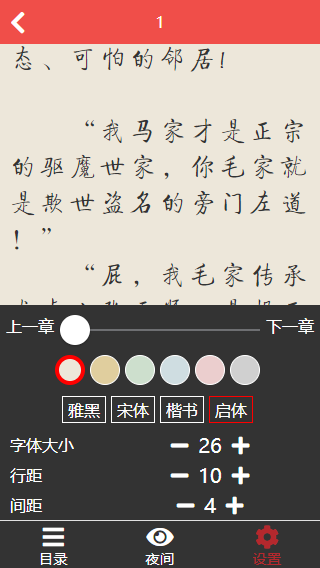 1
态、可怕的邻居！
“我马家才是正宗
的驱魔世家，你毛家就
是欺世盗名的旁门左道
！”
“屁，我毛家传承
上一章 下一章
雅黑 宋体 楷书 启体
字体大小 26
行距 10
间距 4
目录 夜间 设置